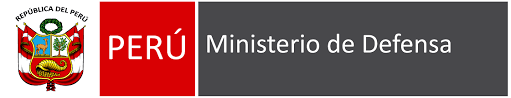 REPÚBLICA DEL PERÚ
PERÚ
Ministerio de Defensa